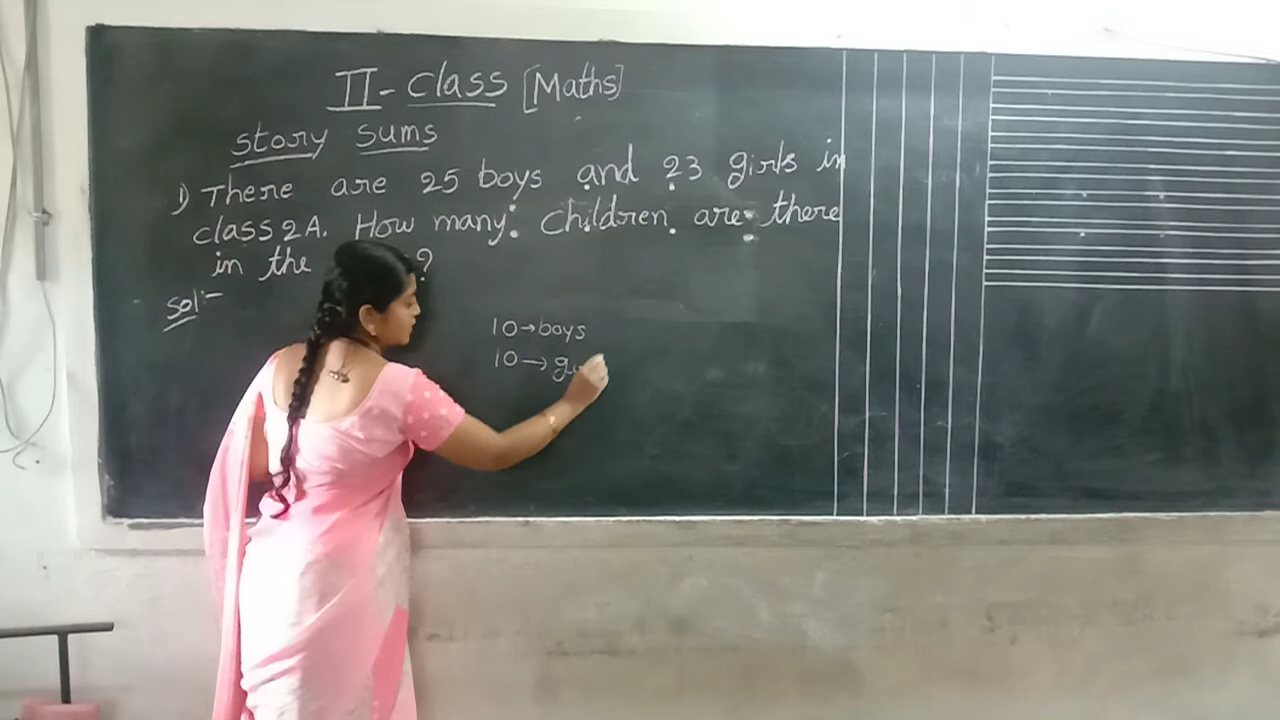 II - class [Maths]
story sums
1) There are 25 boys and 23 girls in
class 2A. How many children are there
in the ?
Sol:-
10→boys
10→